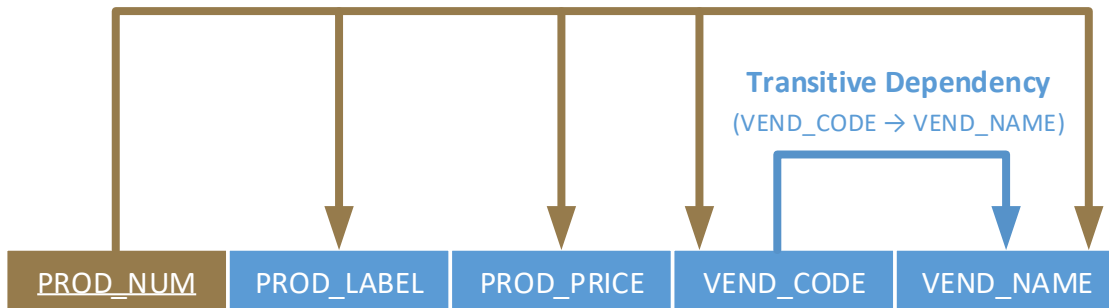 Transitive Dependency
(VEND_CODE → VEND_NAME)
PROD_NUM PROD_LABEL PROD_PRICE VEND_CODE VEND_NAME